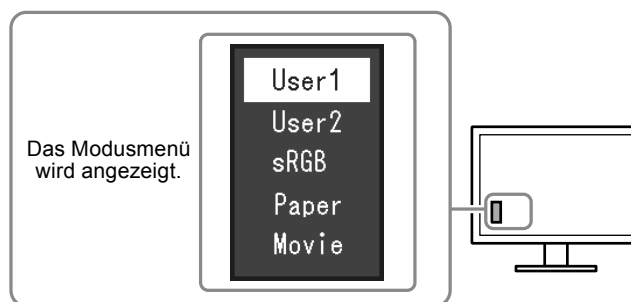 Das Modusmenü
wird angezeigt.
User1
User2
sRGB
Paper
Movie